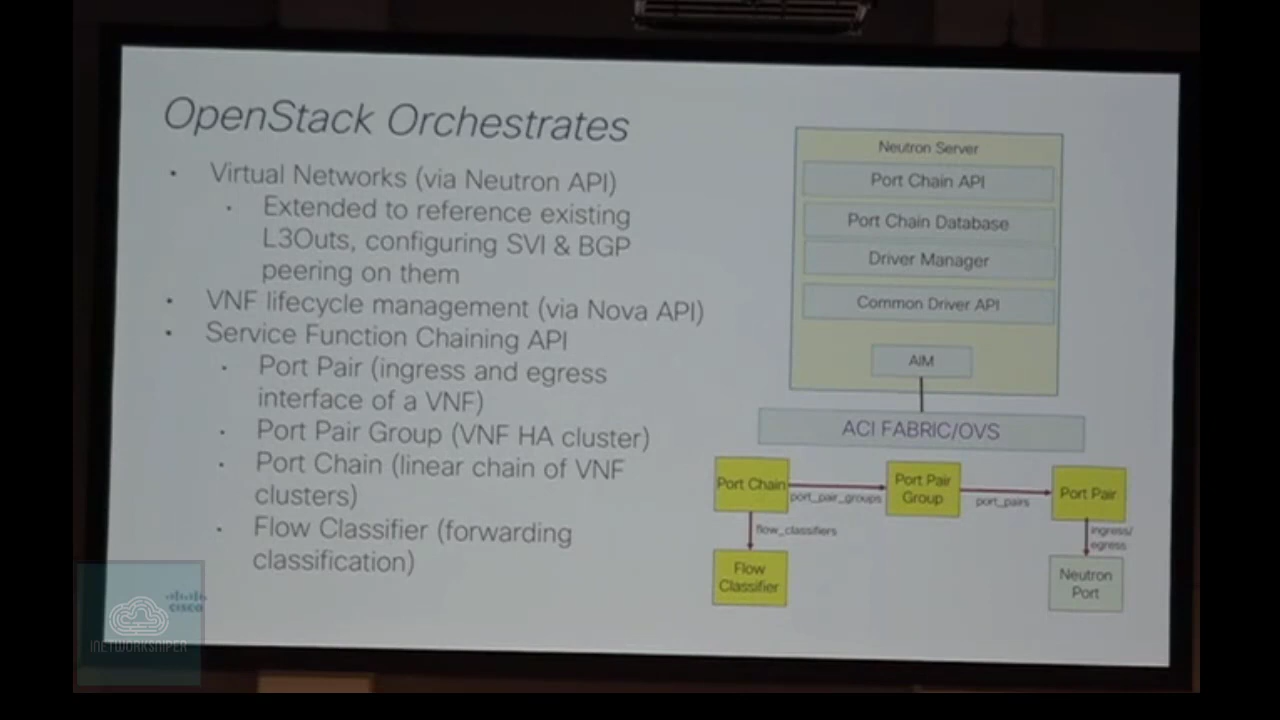 OpenStack Orchestrates
• Virtual Networks (via Neutron API)
• Extended to reference existing
L3Outs, configuring SVI & BGP
peering on them
• VNF lifecycle management (via Nova API)
• Service Function Chaining API
• Port Pair (ingress and egress
interface of a VNF)
• Port Pair Group (VNF HA cluster)
• Port Chain (linear chain of VNF
clusters)
• Flow Classifier (forwarding
classification)
Neutron Server
Port Chain API
Port Chain Database
Driver Manager
Common Driver API
AIM
ACI FABRIC/OVS
Port Chain
port_pair_groups
Port Pair
Group
port_pairs
Port Pair
flow_classifiers
ingress/
egress
Flow
Classifier
Neutron
Port
CISCO
INETWORKSNIPER